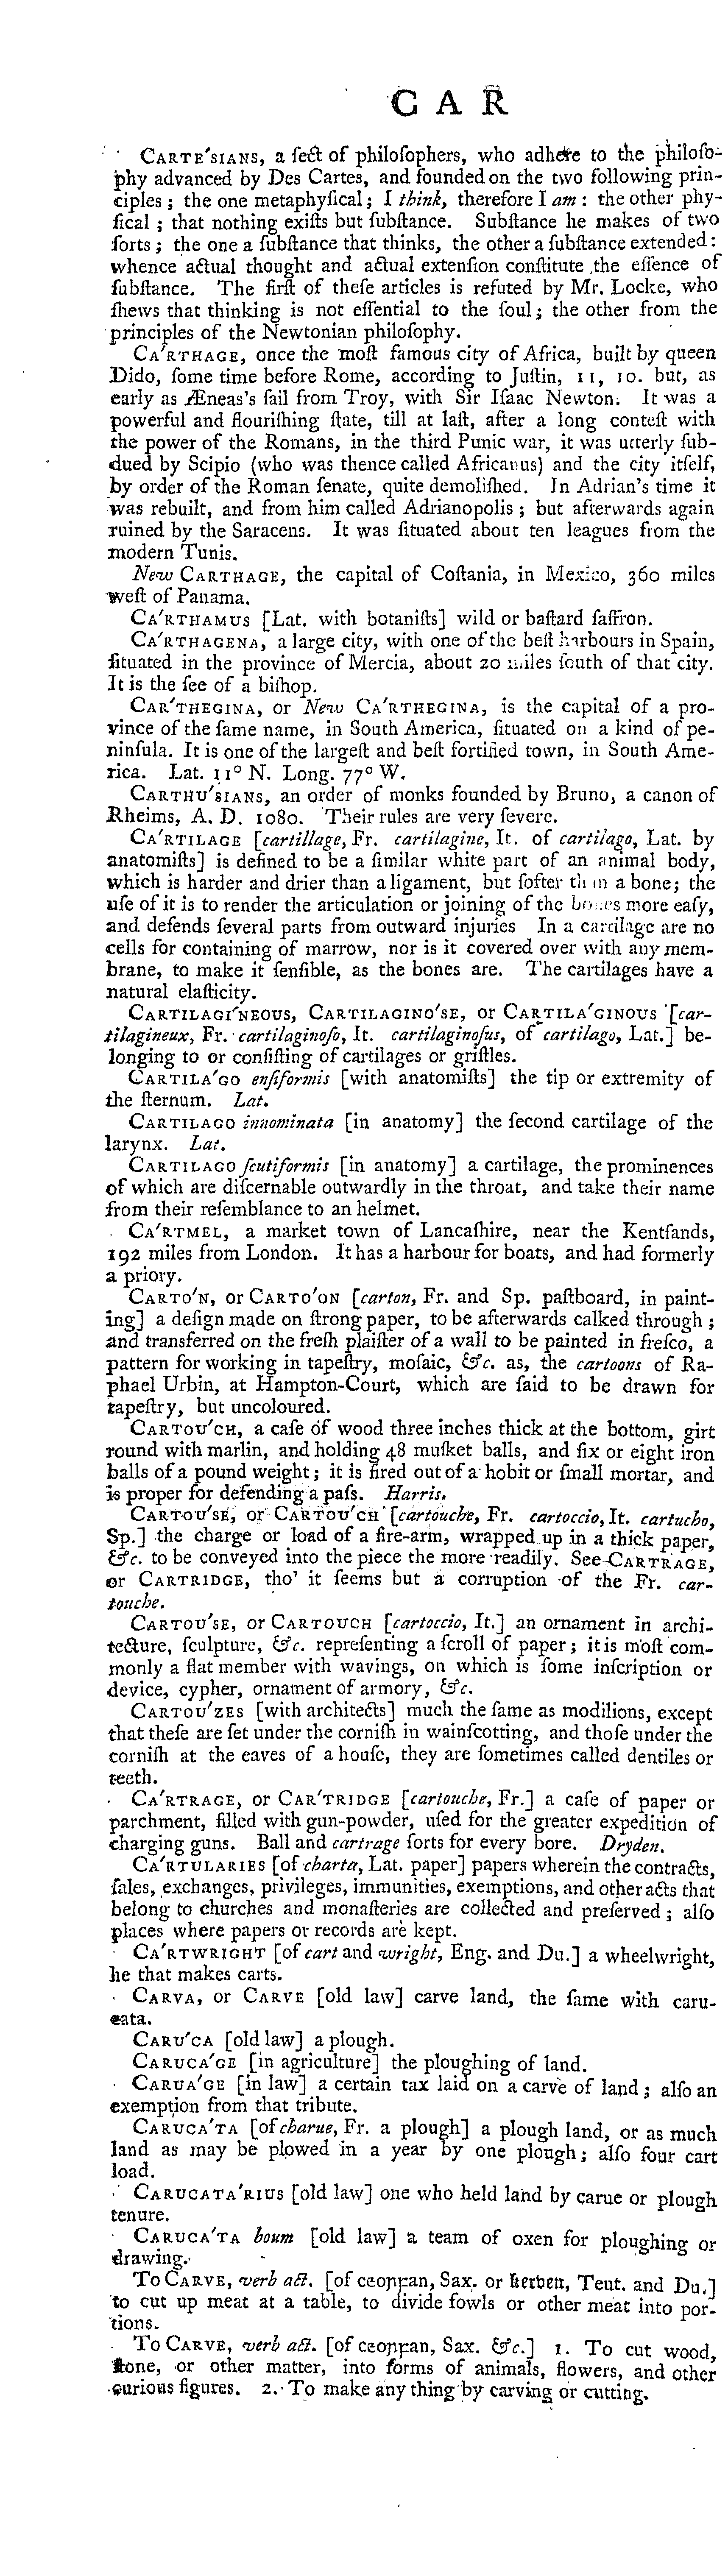 C A R
CARTE'SIANS, a ſect of philoſophers, who adhere to the philoſo-
phy advanced by Des Cartes, and founded on the two following prin-
ciples; the one metaphyſical; I think, therefore I am: the other phy-
ſical; that nothing exiſts but ſubſtance. Subſtance he makes of two
ſorts; the one a ſubſtance that thinks, the other a ſubſtance extended:
whence actual thought and actual extenſion conſtitute the eſſence of
ſubſtance. The firſt of theſe articles is refuted by Mr. Locke, who
ſhews that thinking is not eſſential to the ſoul; the other from the
principles of the Newtonian philoſophy.
CA'RTHAGE, once the moſt famous city of Africa, built by queen
Dido, ſome time before Rome, according to Juſtin, 11, 10. but, as
early as Æneas's ſail from Troy, with Sir Iſaac Newton. It was a
powerful and flouriſhing ſtate, till at laſt, after a long conteſt with
the power of the Romans, in the third Punic war, it was utterly ſub-
dued by Scipio (who was thence called Africanus) and the city itſelf,
by order of the Roman ſenate, quite demoliſhed. In Adrian's time it
was rebuilt, and from him called Adrianopolis; but afterwards again
ruined by the Saracens. It was ſituated about ten leagues from the
modern Tunis.
New CARTHAGE, the capital of Coſtania, in Mexico, 360 miles
weſt of Panama.
CA'RTHAMUS [Lat. with botaniſts] wild or baſtard ſaffron.
CA'RTHAGENA, a large city, with one of the beſt harbours in Spain,
ſituated in the province of Mercia, about 20 miles ſouth of that city.
It is the ſee of a biſhop.
CAR'THEGINA, or New CA'RTHEGINA, is the capital of a pro-
vince of the ſame name, in South America, ſituated on a kind of pe-
ninſula. It is one of the largeſt and beſt fortified town, in South Ame-
rica. Lat. 11° N. Long. 77° W.
CARTHU'SIANS, an order of monks founded by Bruno, a canon of
Rheims, A. D. 1080. Their rules are very ſevere.
CA'RTILAGE [cartillage, Fr. cartilagine, It. of cartilago, Lat. by
anatomiſts] is defined to be a ſimilar white part of an animal body,
which is harder and drier than a ligament, but ſofter than a bone; the
uſe of it is to render the articulation or joining of the bones more eaſy,
and defends ſeveral parts from outward injuries In a cartilage are no
cells for containing of marrow, nor is it covered over with any mem-
brane, to make it ſenſible, as the bones are. The cartilages have a
natural elaſticity.
CARTILAGI'NEOUS, CARTILAGINO'SE, or CARTILA'GINOUS [car-
tilagineux, Fr. cartilaginoſo, It. cartilaginoſus, of cartilago, Lat.] be-
longing to or conſiſting of cartilages or griſtles.
CARTILA'GO enſiformis [with anatomiſts] the tip or extremity of
the ſternum. Lat.
CARTILAGO innominata [in anatomy] the ſecond cartilage of the
larynx. Lat.
CARTILAGO ſcutiformis [in anatomy] a cartilage, the prominences
of which are diſcernable outwardly in the throat, and take their name
from their reſemblance to an helmet.
CA'RTMEL, a market town of Lancaſhire, near the Kentſands,
192 miles from London. It has a harbour for boats, and had formerly
a priory.
CARTO'N, or CARTO'ON [carton, Fr. and Sp. paſtboard, in paint-
ing] a deſign made on ſtrong paper, to be afterwards calked through;
and transferred on the freſh plaiſter of a wall to be painted in freſco, a
pattern for working in tapeſtry, moſaic, &c. as, the cartoons of Ra-
phael Urbin, at Hampton-Court, which are ſaid to be drawn for
tapeſtry, but uncoloured.
CARTOU'CH, a caſe of wood three inches thick at the bottom, girt
round with marlin, and holding 48 muſket balls, and ſix or eight iron
balls of a pound weight; it is fired out of a hobit or ſmall mortar, and
is proper for defending a paſs. Harris.
CARTOU'SE, or CARTOU'CH [cartouche, Fr. cartoccio, It. cartucho,
Sp.] the charge or load of a fire-arm, wrapped up in a thick paper,
&c. to be conveyed into the piece the more readily. See CARTRAGE,
or CARTRIDGE, tho' it ſeems but a corruption of the Fr. car-
touche.
CARTOU'SE, or CARTOUCH [cartoccio, It.] an ornament in archi-
tecture, ſculpture, &c. repreſenting a ſcroll of paper; it is moſt com-
monly a flat member with wavings, on which is ſome inſcription or
device, cypher, ornament of armory, &c.
CARTOU'ZES [with architects] much the ſame as modilions, except
that theſe are ſet under the corniſh in wainſcotting, and thoſe under the
corniſh at the eaves of a houſe, they are ſometimes called dentiles or
teeth.
CA'RTRAGE, or CAR'TRIDGE [cartouche, Fr.] a caſe of paper or
parchment, filled with gun-powder, uſed for the greater expedition of
charging guns. Ball and cartrage ſorts for every bore. Dryden.
CA'RTULARIES [of charta, Lat. paper] papers wherein the contracts,
ſales, exchanges, privileges, immunities, exemptions, and other acts that
belong to churches and monaſteries are collected and preſerved; alſo
places where papers or records are kept.
CA'RTWRIGHT [of cart and wright, Eng. and Du.] a wheelwright,
he that makes carts.
CARVA, or CARVE [old law] carve land, the ſame with caru-
cata.
CARU'CA [old law] a plough.
CARUCA'GE [in agriculture] the ploughing of land.
CARUA'GE [in law] a certain tax laid on a carve of land; alſo an
exemption from that tribute.
CARUCA'TA [of charue, Fr. a plough] a plough land, or as much
land as may be plowed in a year by one plough; alſo four cart
load.
CARUCATA'RIUS [old law] one who held land by carue or plough
tenure.
CARUCA'TA boum [old law] a team of oxen for ploughing or
drawing.
To CARVE, verb act. [of ceoꞃꝼan, Sax. or kerben, Teut. and Du.]
to cut up meat at a table, to divide fowls or other meat into por-
tions.
To CARVE, verb act. [of ceoꞃꝼan, Sax. &c.] 1. To cut wood,
ſtone, or other matter, into forms of animals, flowers, and other
curious figures. 2. To make any thing by carving or cutting.